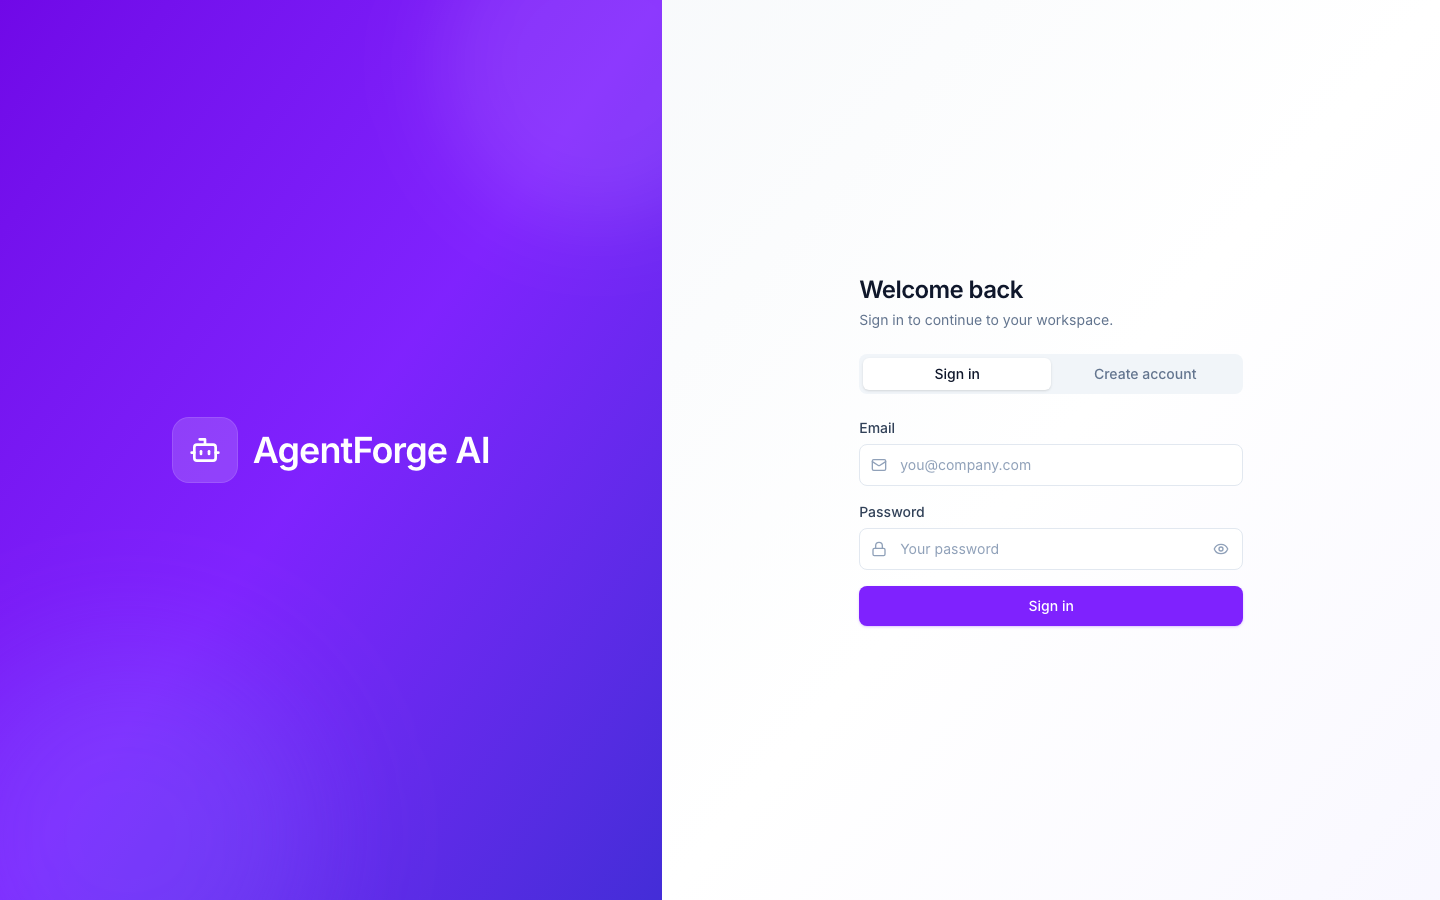 AgentForge AI
Welcome back
Sign in to continue to your workspace.
Sign in
Create account
Email
you@company.com
Password
Your password
Sign in